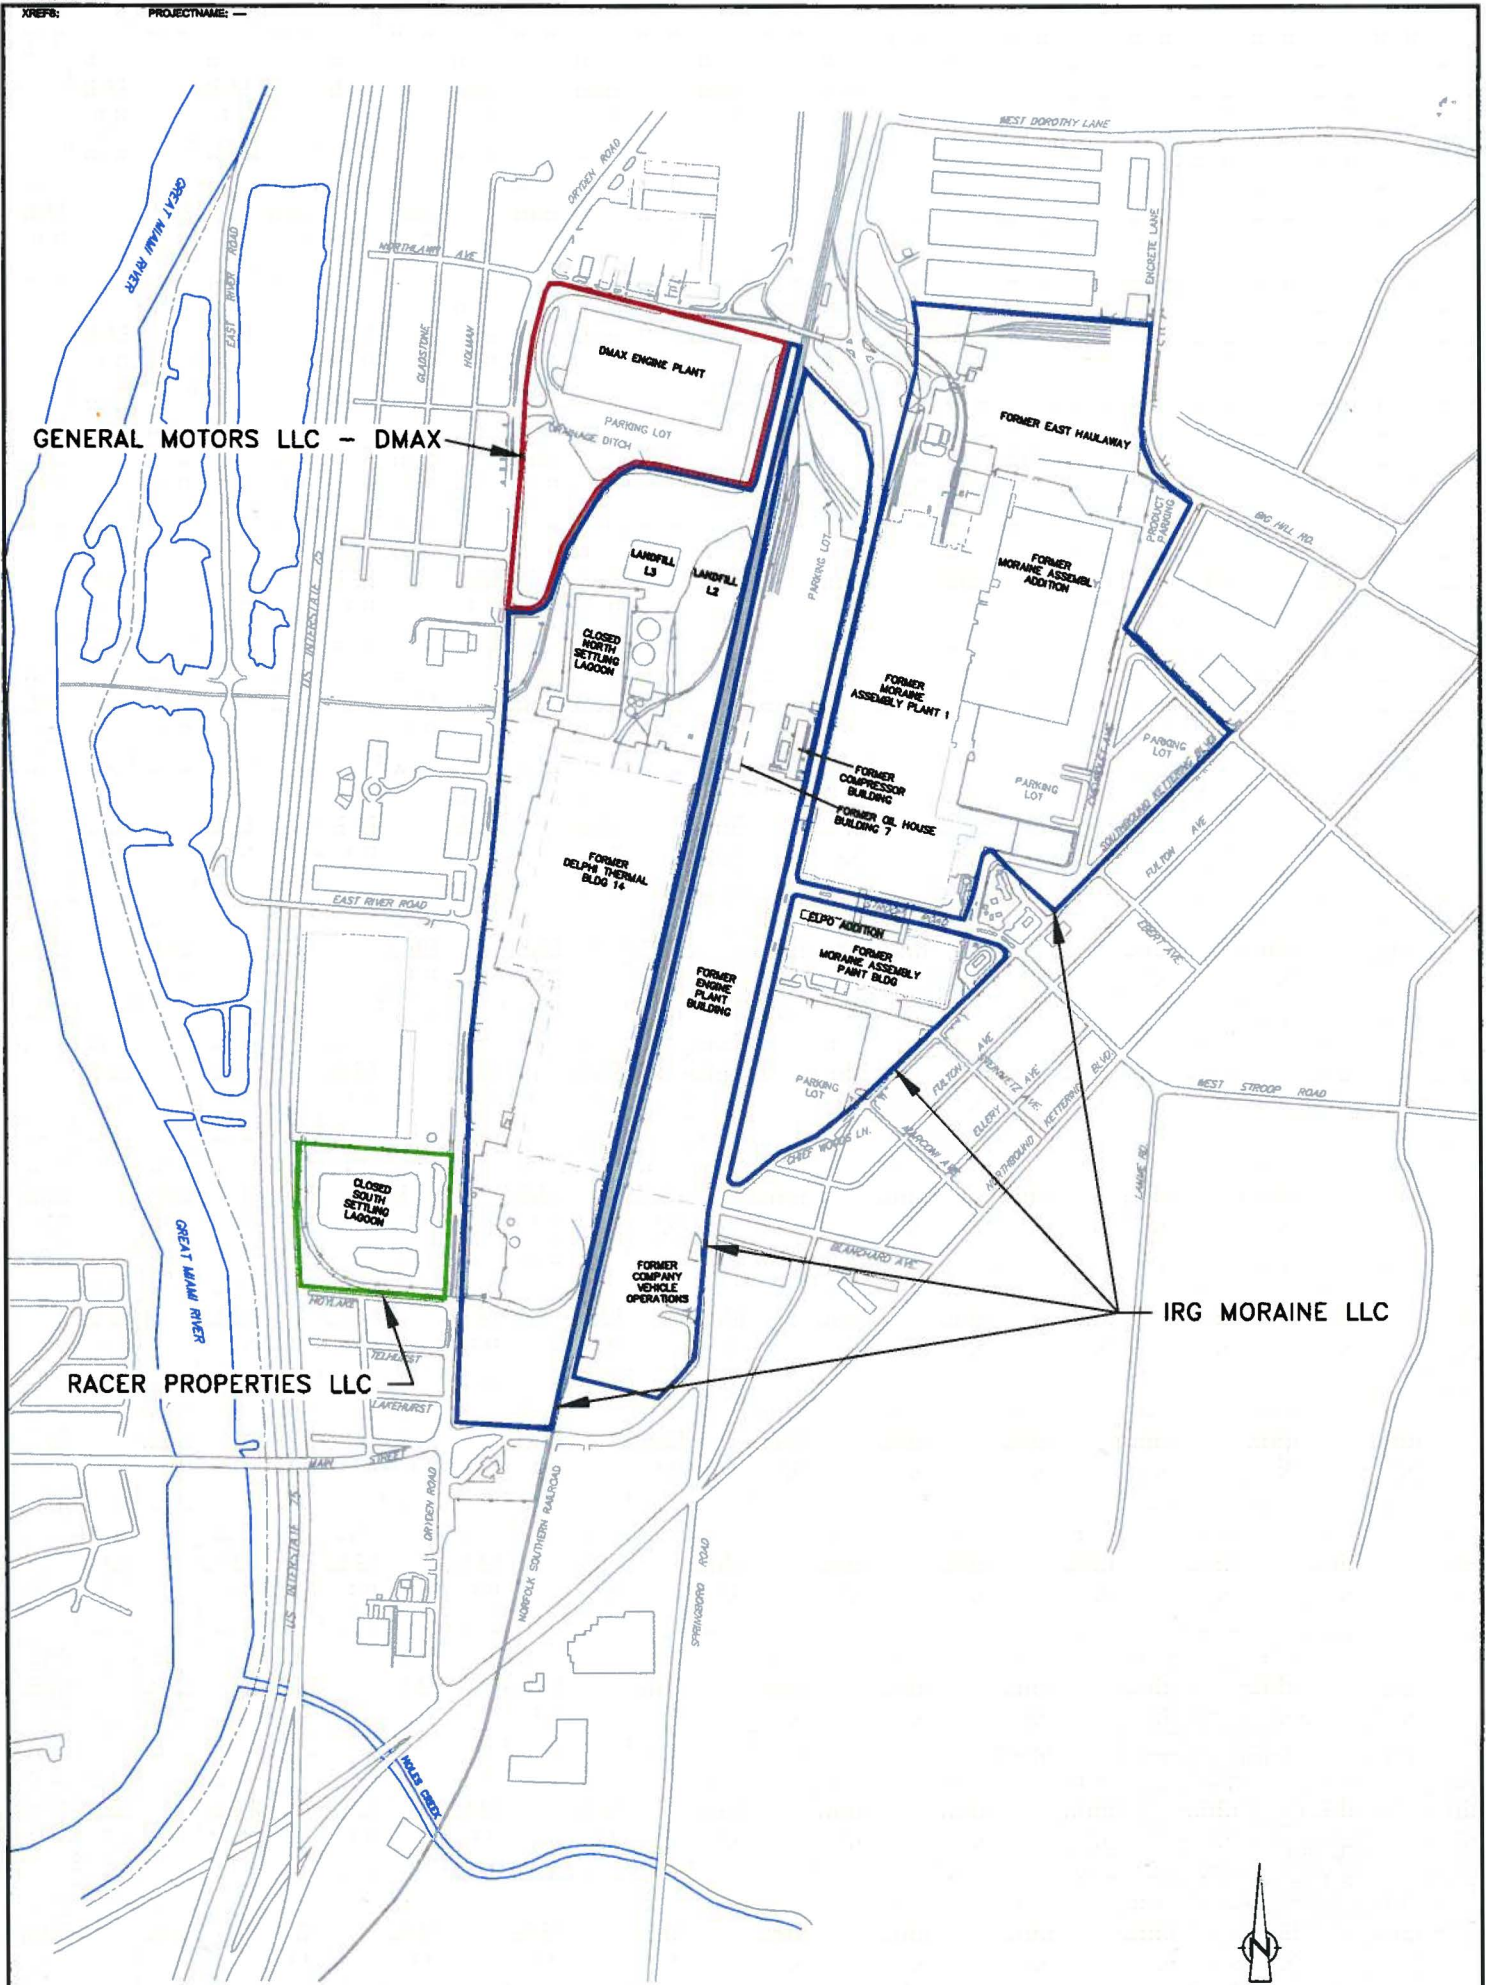 XREFS:
PROJECTNAME: —
WEST DOROTHY LANE
DRYDEN ROAD
GREAT MIAMI RIVER
EAST RIVER ROAD
NORTHLAWN AVE
ENCRETE LANE
GLADSTONE
HOLMAN
DMAX ENGINE PLANT
PARKING LOT
DRAINAGE DITCH
GENERAL MOTORS LLC – DMAX
FORMER EAST HAULAWAY
PRODUCT
PARKING
BIG HILL RD.
US INTERSTATE 75
LANDFILL
L3
LANDFILL
L2
PARKING LOT
FORMER
MORAINE ASSEMBLY
ADDITION
CLOSED
NORTH
SETTLING
LAGOON
FORMER
MORAINE
ASSEMBLY PLANT 1
PARKING
LOT
FORMER
COMPRESSOR
BUILDING
PARKING
LOT
SOUTHBOUND KETTERING BLVD
FORMER OIL HOUSE
BUILDING 7
FULTON AVE
FORMER
DELPHI THERMAL
BLDG 14
EAST RIVER ROAD
STROOP ROAD
ELPO ADDITION
FORMER
MORAINE ASSEMBLY
PAINT BLDG
EBERT AVE
FORMER
ENGINE
PLANT
BUILDING
PARKING
LOT
FULTON AVE
STEINMETZ AVE
ELLERY
NORTHBOUND KETTERING BLVD.
WEST STROOP ROAD
CHIEF WOODS LN.
MARCONI AVE
LAMME RD.
CLOSED
SOUTH
SETTLING
LAGOON
GREAT MIAMI RIVER
BLANCHARD AVE
FORMER
COMPANY
VEHICLE
OPERATIONS
HOYLAKE
IRG MORAINE LLC
TELHURST
RACER PROPERTIES LLC
LAKEHURST
MAIN STREET
DRYDEN ROAD
US INTERSTATE 75
NORFOLK SOUTHERN RAILROAD
SPRINGBORO ROAD
HOLES CREEK
N